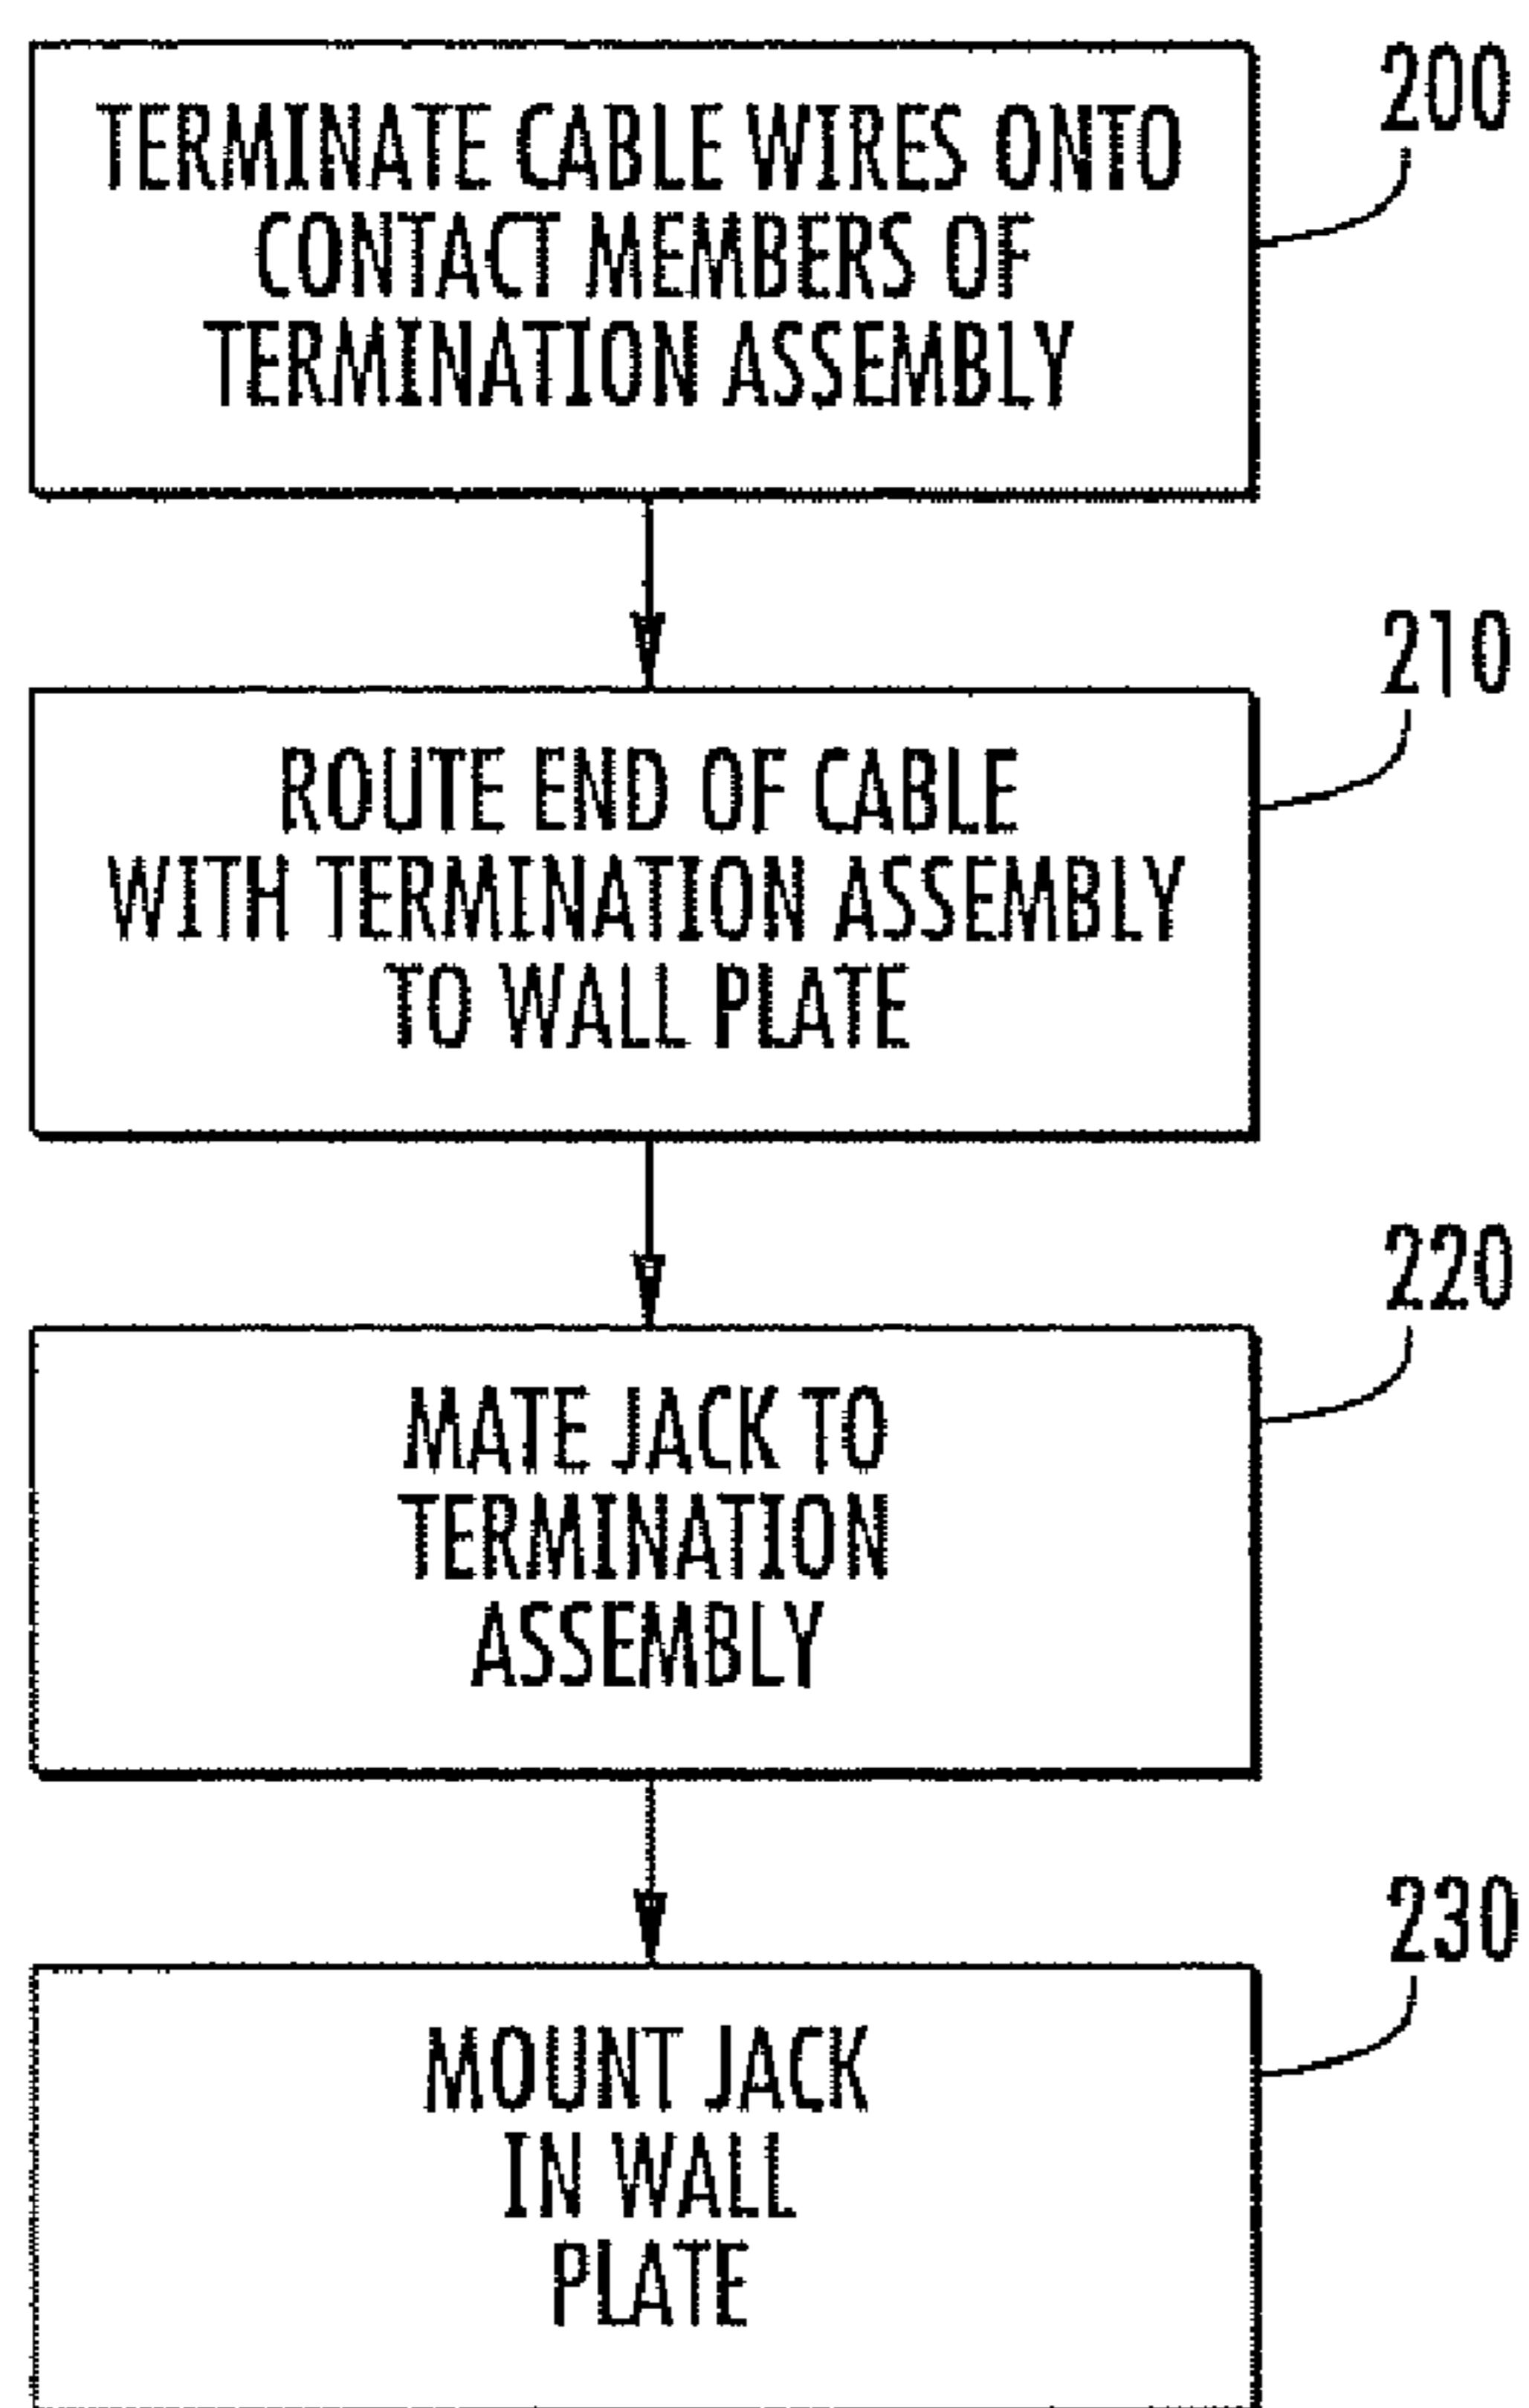 200
TERMINATE CABLE WIRES ONTO
CONTACT MEMBERS OF
TERMINATION ASSEMBLY
210
ROUTE END OF CABLE
WITH TERMINATION ASSEMBLY
TO WALL PLATE
220
MATE JACK TO
TERMINATION
ASSEMBLY
230
MOUNT JACK
IN WALL
PLATE